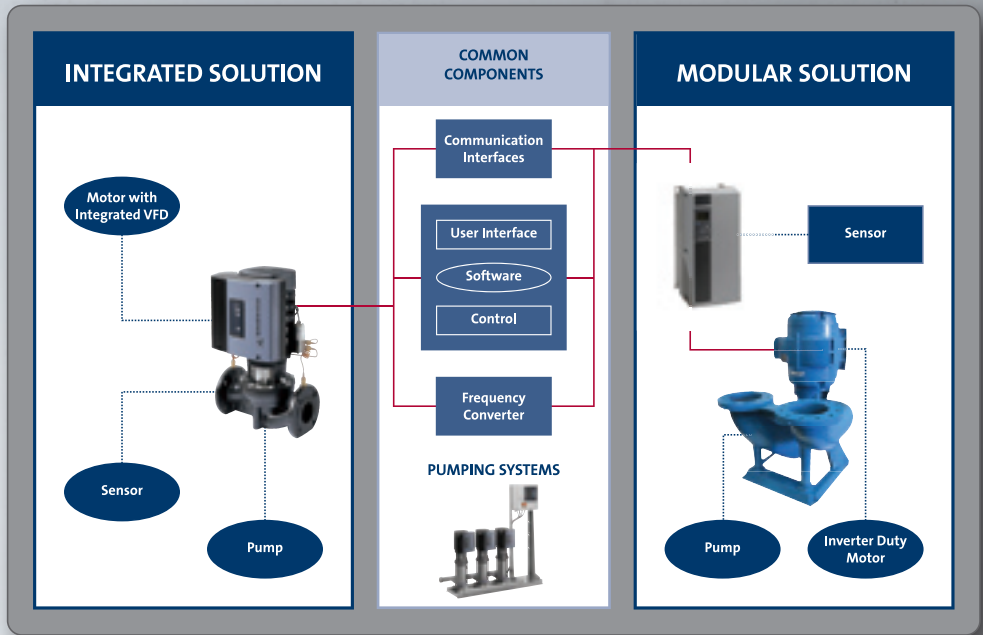 INTEGRATED SOLUTION
Motor with
Integrated VFD
Sensor
Pump
COMMON
COMPONENTS
Communication
Interfaces
User Interface
Software
Control
Frequency
Converter
PUMPING SYSTEMS
MODULAR SOLUTION
Sensor
Pump
Inverter Duty
Motor